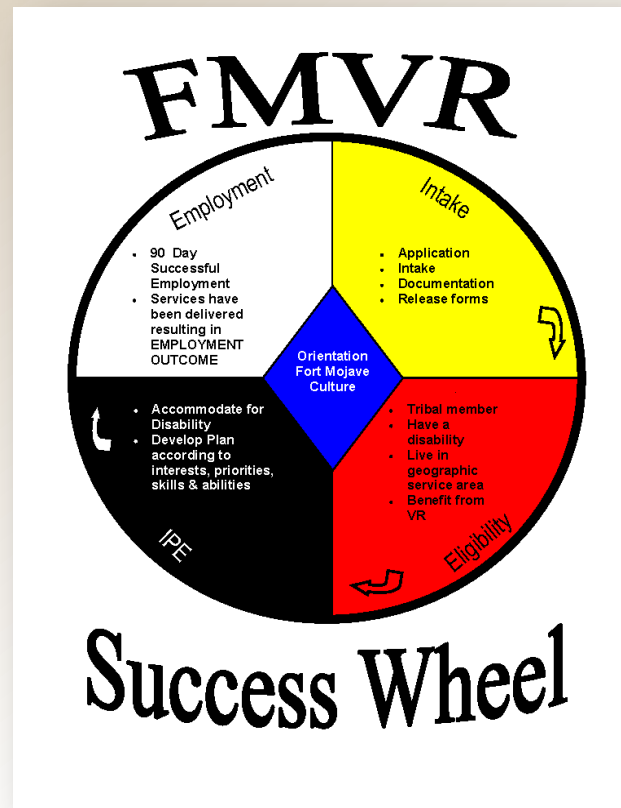 FMVR
Employment
• 90 Day
Successful
Employment
• Services have
been delivered
resulting in
EMPLOYMENT
OUTCOME
Intake
• Application
• Intake
• Documentation
• Release forms
Orientation
Fort Mojave
Culture
• Accommodate for
Disability
• Develop Plan
according to
interests, priorities,
skills & abilities
IPE
• Tribal member
• Have a
disability
• Live in
geographic
service area
• Benefit from
VR
Eligibility
Success Wheel